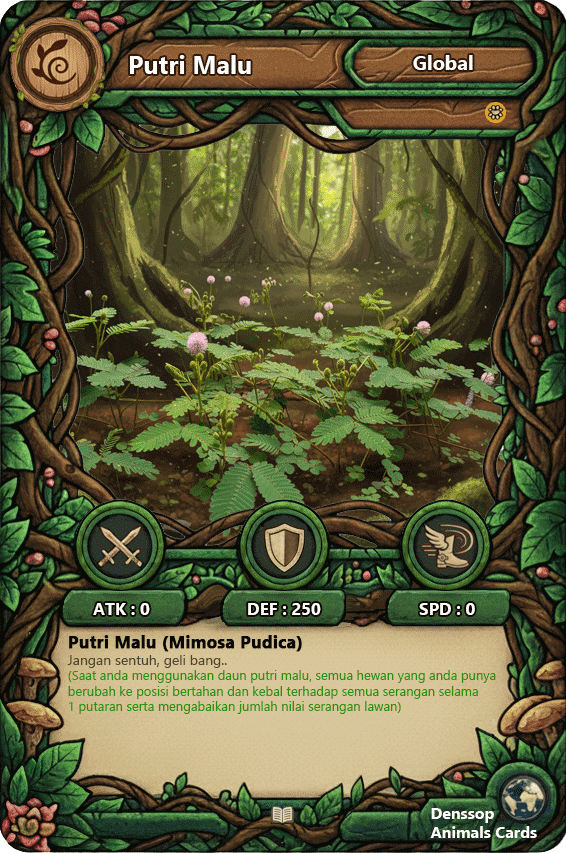 Putri Malu
Global
ATK : 0
DEF : 250
SPD : 0
Putri Malu (Mimosa Pudica)
Jangan sentuh, geli bang..
(Saat anda menggunakan daun putri malu, semua hewan yang anda punya
berubah ke posisi bertahan dan kebal terhadap semua serangan selama
1 putaran serta mengabaikan jumlah nilai serangan lawan)
Denssop
Animals Cards